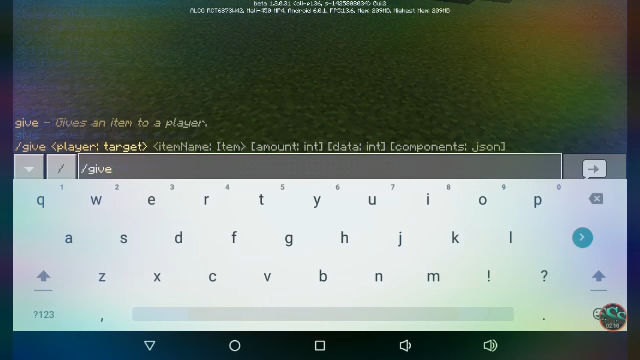 give - Gives an item to a player.
/give <player: target> <itemName: Item> [amount: int] [data: int] [components: json]
/ /give
1 2 3 4 5 6 7 8 9 0
q w e r t y u i o p
a s d f g h j k l
z x c v b n m ! ?
?123 , .